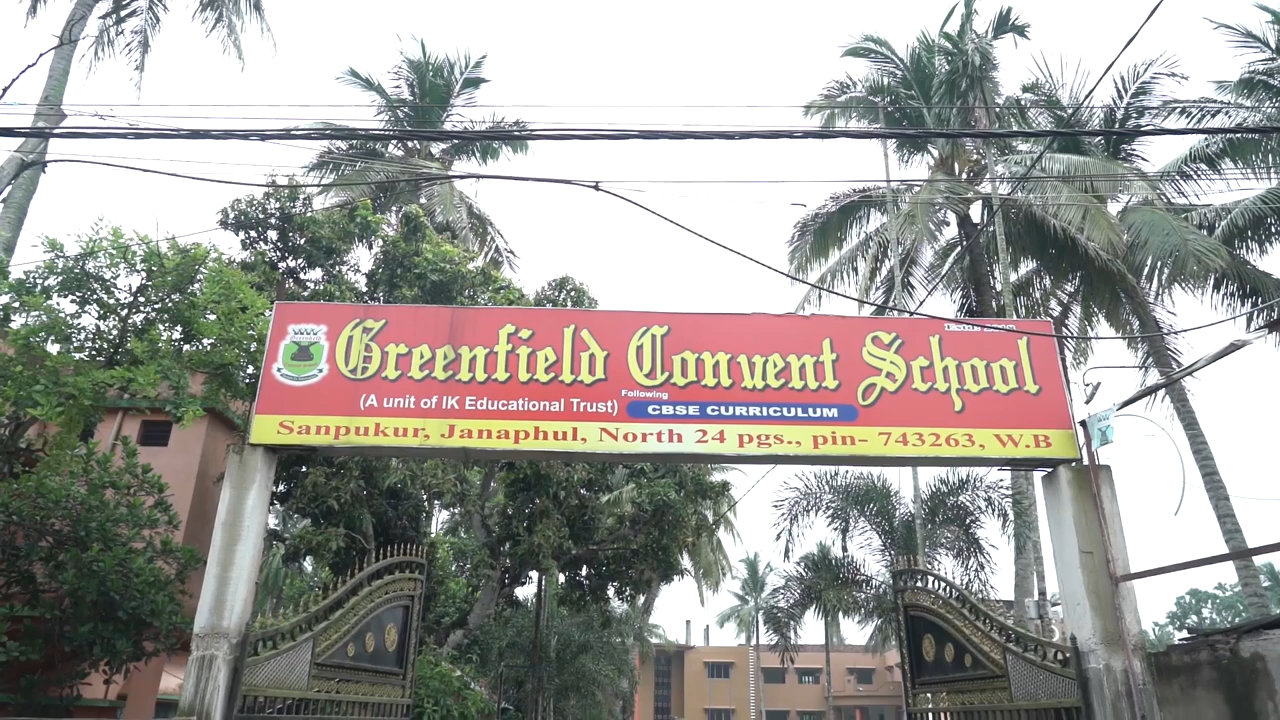 Greenfield Convent School
Following
(A unit of IK Educational Trust) CBSE CURRICULUM
Sanpukur, Janaphul, North 24 pgs., pin- 743263, W.B